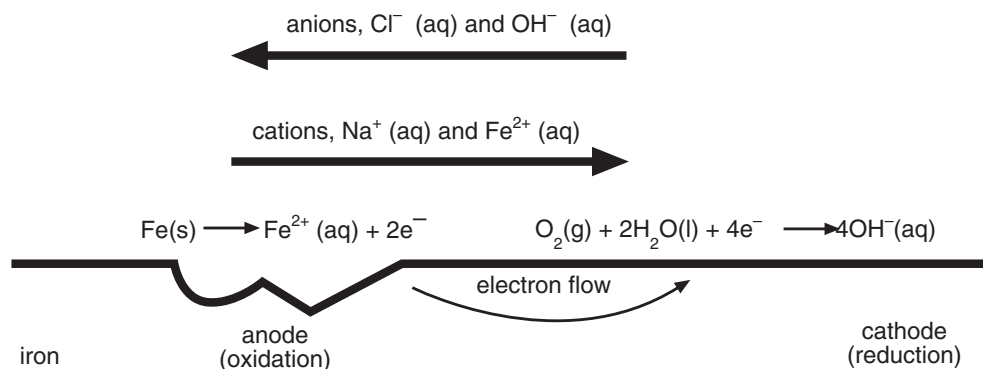 anions, Cl⁻ (aq) and OH⁻ (aq)
cations, Na⁺ (aq) and Fe²⁺ (aq)
Fe(s) ⟶ Fe²⁺ (aq) + 2e⁻
O₂(g) + 2H₂O(l) + 4e⁻ ⟶ 4OH⁻(aq)
electron flow
iron
anode
(oxidation)
cathode
(reduction)